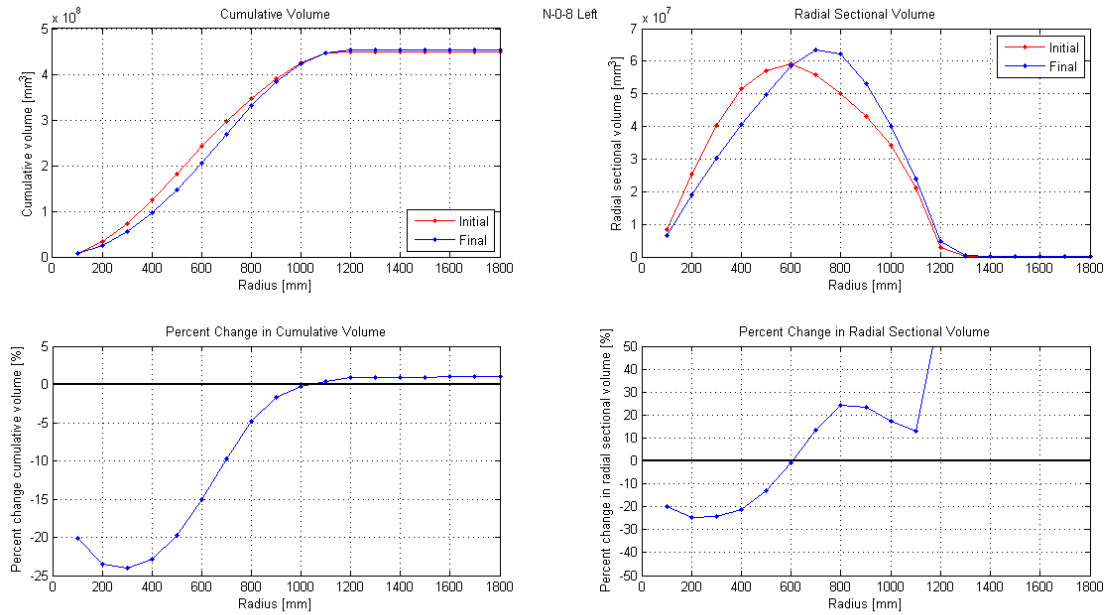 Cumulative Volume
N-0-8 Left
Radial Sectional Volume
x 10^8
5
4
3
2
1
0
Cumulative volume [mm³]
Initial
Final
0 200 400 600 800 1000 1200 1400 1600 1800
Radius [mm]
x 10^7
7
6
5
4
3
2
1
0
Radial sectional volume [mm³]
Initial
Final
0 200 400 600 800 1000 1200 1400 1600 1800
Radius [mm]
Percent Change in Cumulative Volume
5
0
-5
-10
-15
-20
-25
Percent change cumulative volume [%]
0 200 400 600 800 1000 1200 1400 1600 1800
Radius [mm]
Percent Change in Radial Sectional Volume
50
40
30
20
10
0
-10
-20
-30
-40
-50
Percent change in radial sectional volume [%]
0 200 400 600 800 1000 1200 1400 1600 1800
Radius [mm]